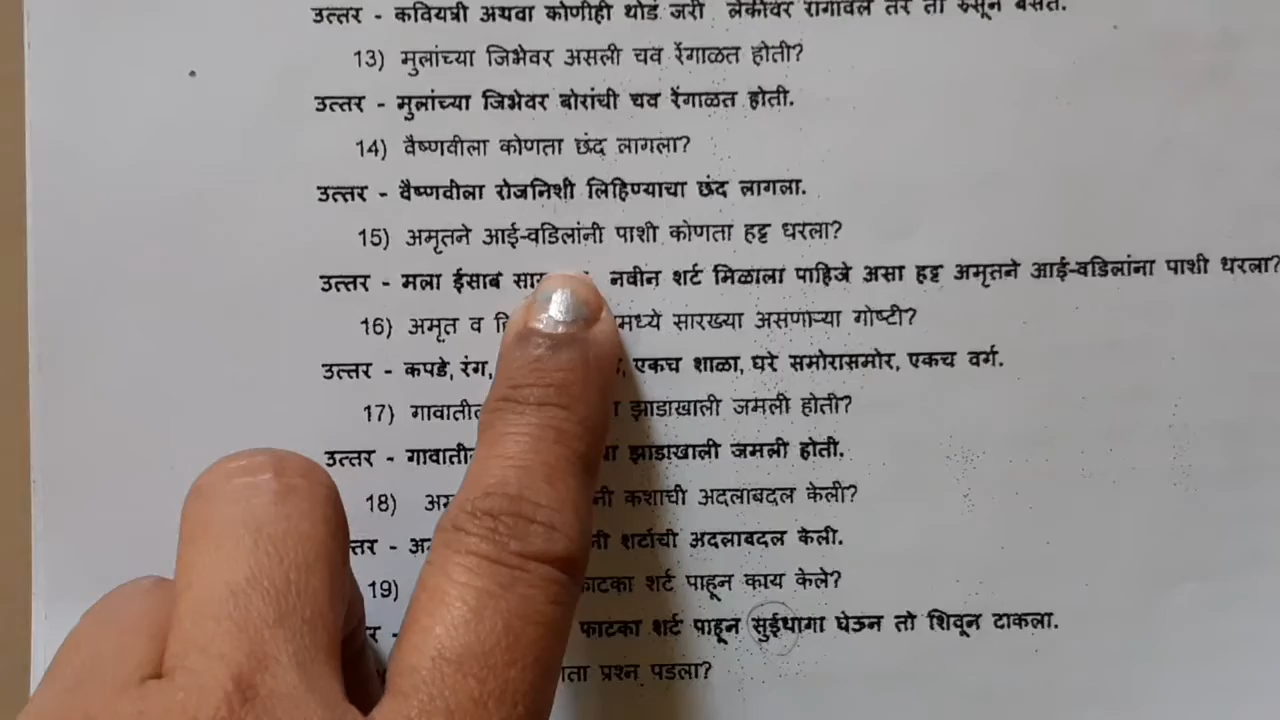 उत्तर - कवियत्री अथवा कोणीही थोडं जरी लेकीवर रागावले तर ती रुसून बसते.
13) मुलांच्या जिभेवर असली चव रेंगाळत होती?
उत्तर - मुलांच्या जिभेवर बोरांची चव रेंगाळत होती.
14) वैष्णवीला कोणता छंद लागला?
उत्तर - वैष्णवीला रोजनिशी लिहिण्याचा छंद लागला.
15) अमृतने आई-वडिलांनी पाशी कोणता हट्ट धरला?
उत्तर - मला ईसाब नवीन शर्ट मिळाला पाहिजे असा हट्ट अमृतने आई-वडिलांना पाशी धरला?
16) अमृत व मध्ये सारख्या असणाऱ्या गोष्टी?
उत्तर - कपडे, रंग, एकच शाळा, घरे समोरासमोर, एकच वर्ग.
17) झाडाखाली जमली होती?
उत्तर - झाडाखाली जमली होती.
18) कशाची अदलाबदल केली?
शर्टाची अदलाबदल केली.
19) शर्ट पाहून काय केले?
फाटका शर्ट पाहून सुईधागा घेऊन तो शिवून टाकला.
प्रश्न पडला?